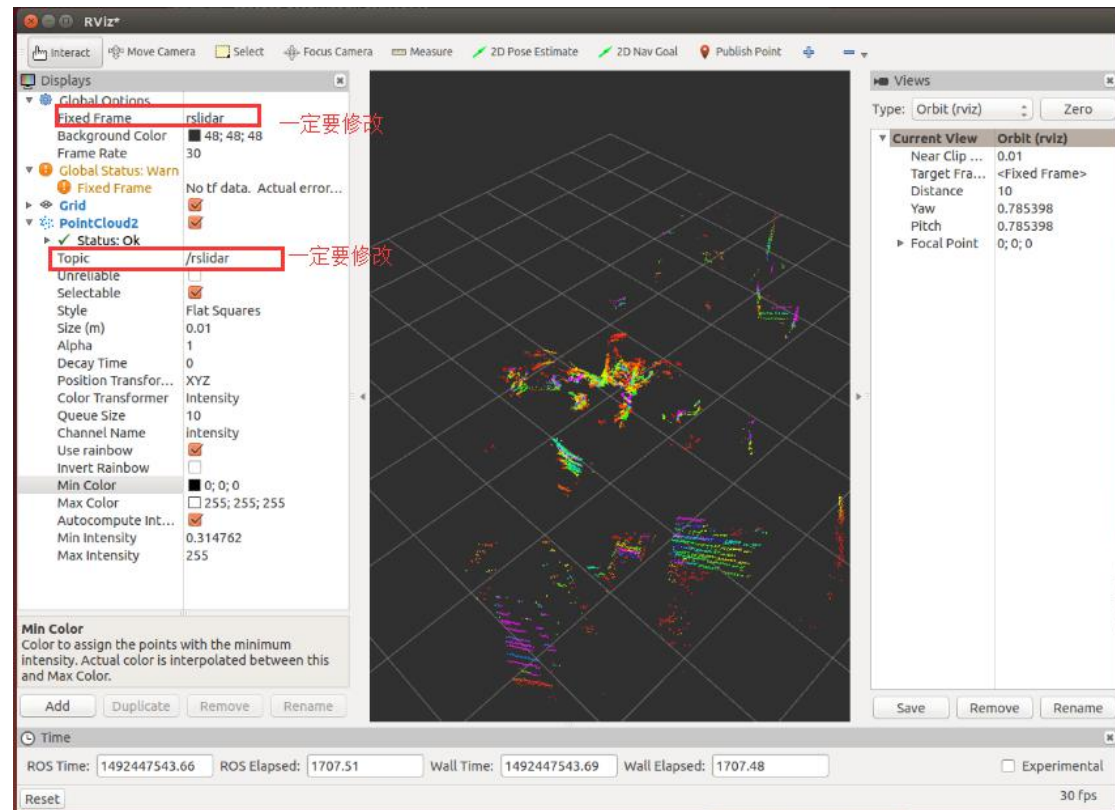 RViz*
Interact Move Camera Select Focus Camera Measure 2D Pose Estimate 2D Nav Goal Publish Point
Displays
Global Options
Fixed Frame rslidar
一定要修改
Background Color 48; 48; 48
Frame Rate 30
Global Status: Warn
Fixed Frame No tf data. Actual error...
Grid
PointCloud2
Status: Ok
Topic /rslidar
一定要修改
Unreliable
Selectable
Style Flat Squares
Size (m) 0.01
Alpha 1
Decay Time 0
Position Transfor... XYZ
Color Transformer Intensity
Queue Size 10
Channel Name intensity
Use rainbow
Invert Rainbow
Min Color 0; 0; 0
Max Color 255; 255; 255
Autocompute Int...
Min Intensity 0.314762
Max Intensity 255
Min Color
Color to assign the points with the minimum
intensity. Actual color is interpolated between this
and Max Color.
Add Duplicate Remove Rename
Views
Type: Orbit (rviz) Zero
Current View Orbit (rviz)
Near Clip ... 0.01
Target Fra... <Fixed Frame>
Distance 10
Yaw 0.785398
Pitch 0.785398
Focal Point 0; 0; 0
Save Remove Rename
Time
ROS Time: 1492447543.66 ROS Elapsed: 1707.51 Wall Time: 1492447543.69 Wall Elapsed: 1707.48 Experimental
Reset 30 fps